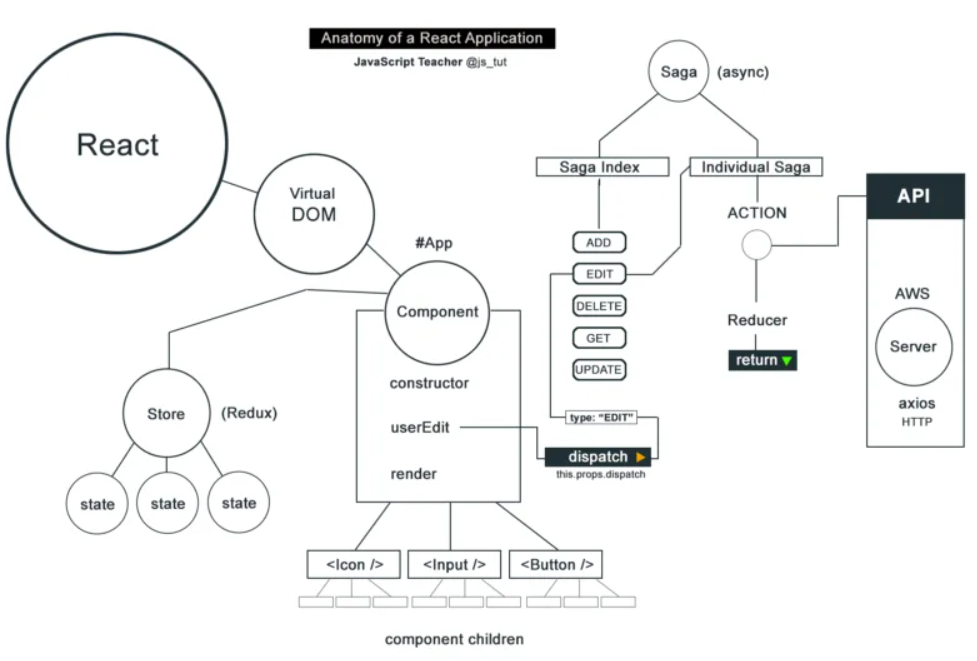 Anatomy of a React Application
JavaScript Teacher @js_tut
React
Virtual
DOM
#App
Component
constructor
userEdit
render
Store
(Redux)
state
state
state
<Icon />
<Input />
<Button />
component children
Saga
(async)
Saga Index
Individual Saga
ADD
EDIT
DELETE
GET
UPDATE
type: “EDIT”
dispatch
this.props.dispatch
ACTION
Reducer
return
API
AWS
Server
axios
HTTP